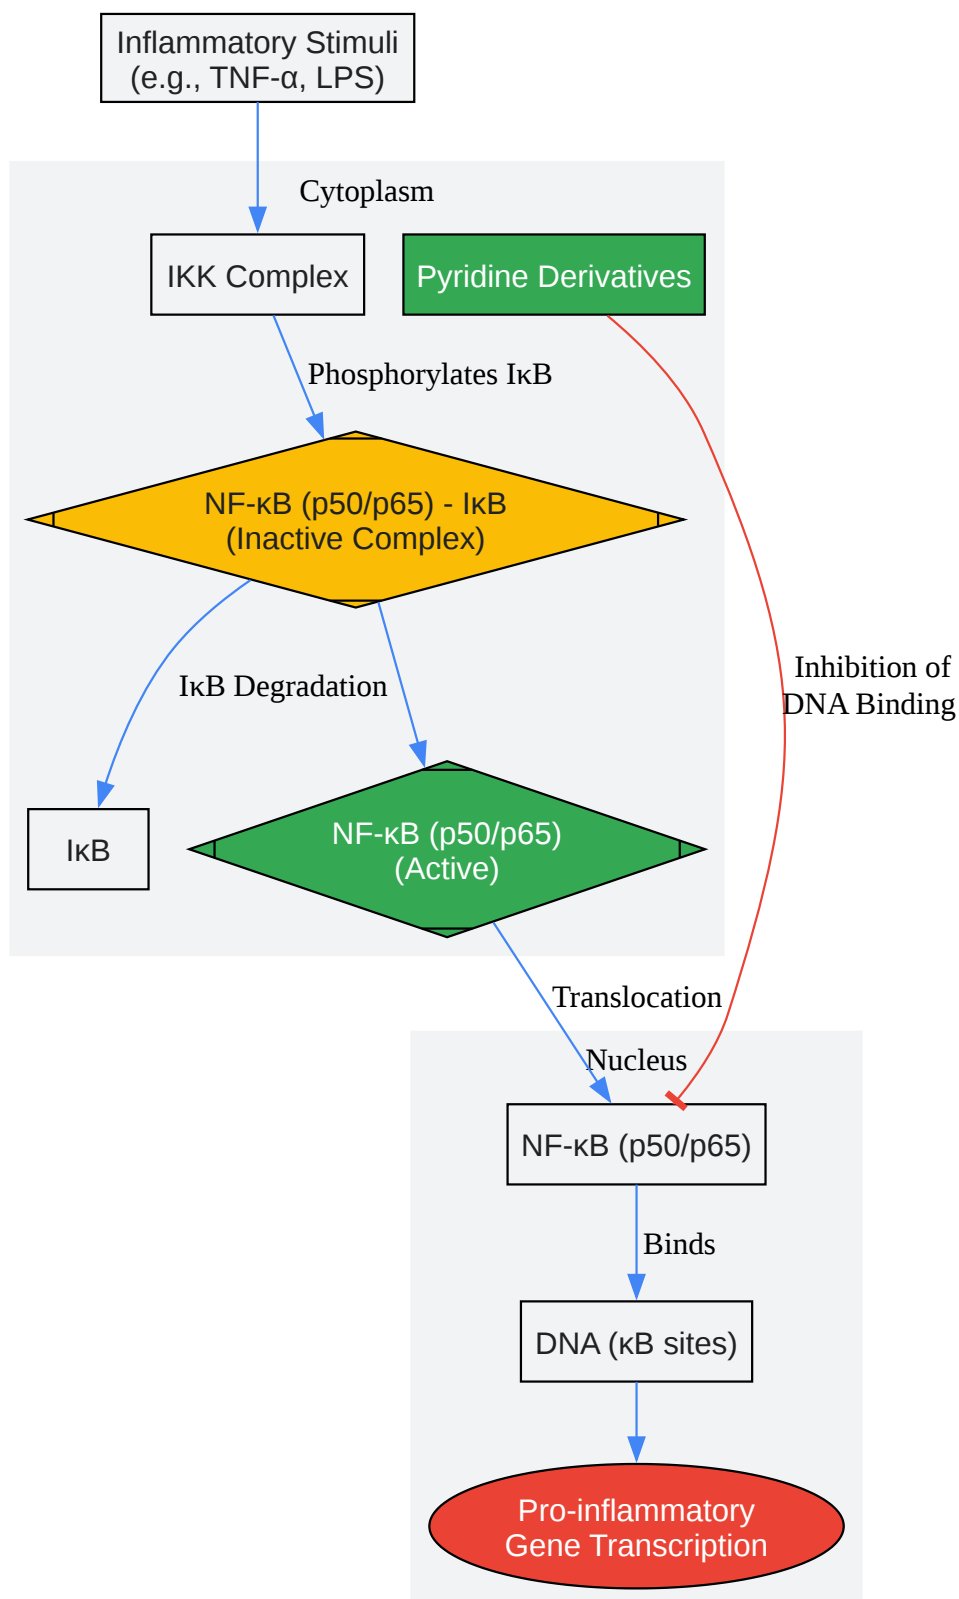 Inflammatory Stimuli
(e.g., TNF-α, LPS)
Cytoplasm
IKK Complex
Pyridine Derivatives
Phosphorylates IκB
NF-κB (p50/p65) - IκB
(Inactive Complex)
Inhibition of
DNA Binding
IκB Degradation
IκB
NF-κB (p50/p65)
(Active)
Translocation
Nucleus
NF-κB (p50/p65)
Binds
DNA (κB sites)
Pro-inflammatory
Gene Transcription